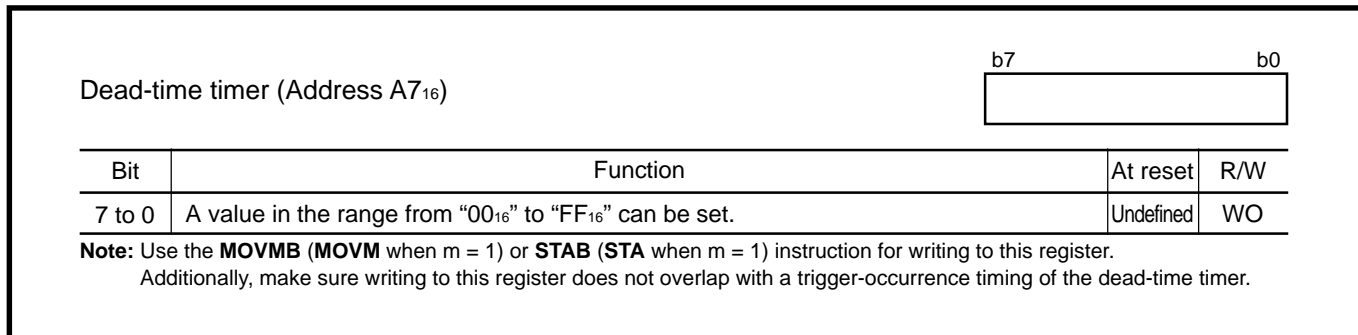 b7 b0
Dead-time timer (Address A7₁₆)
Bit Function At reset R/W
7 to 0 A value in the range from “00₁₆” to “FF₁₆” can be set. Undefined WO
Note: Use the MOVMB (MOVM when m = 1) or STAB (STA when m = 1) instruction for writing to this register.
Additionally, make sure writing to this register does not overlap with a trigger-occurrence timing of the dead-time timer.